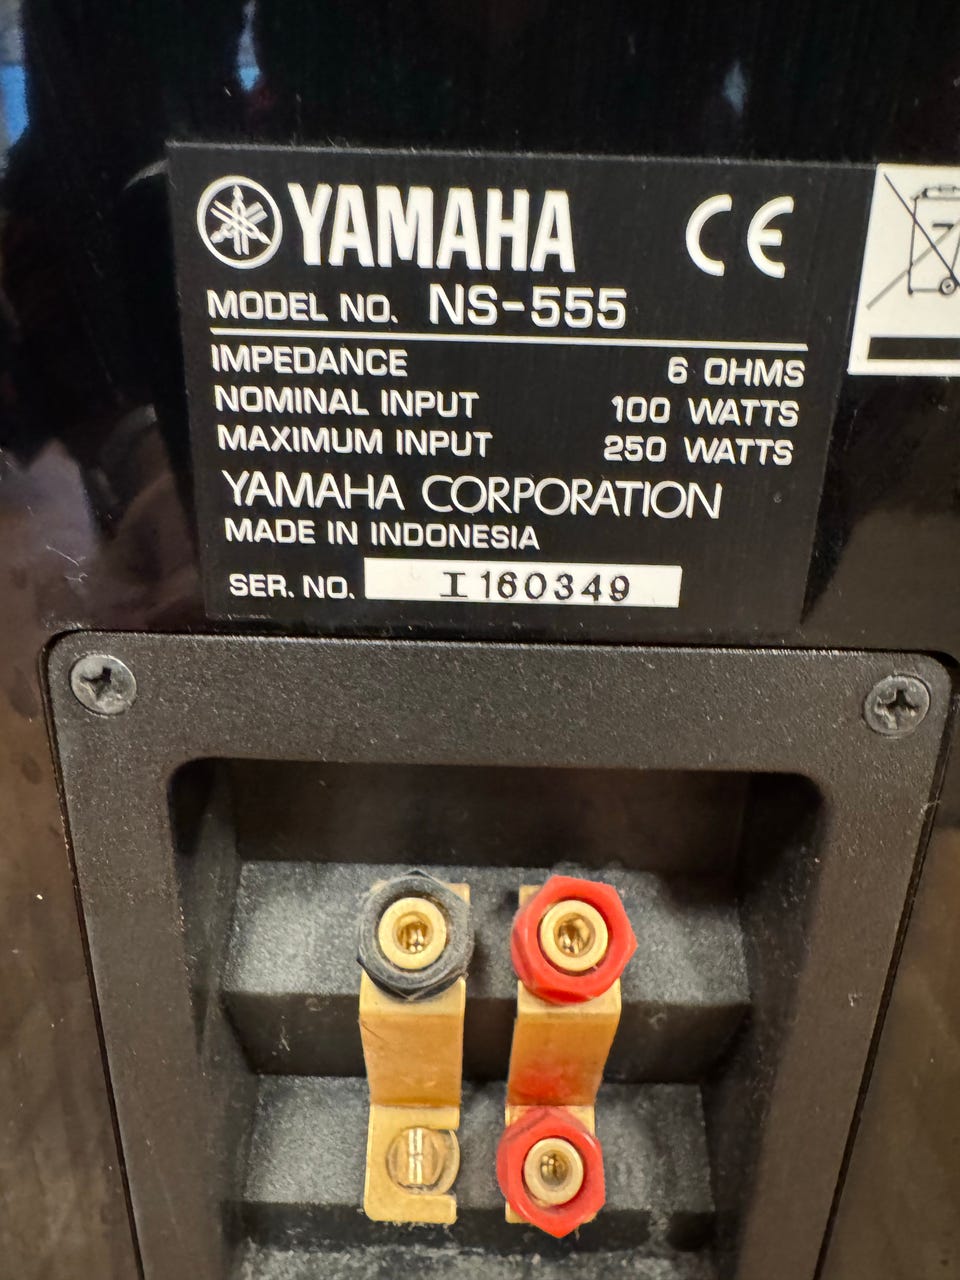 YAMAHA CE
MODEL NO. NS-555
IMPEDANCE 6 OHMS
NOMINAL INPUT 100 WATTS
MAXIMUM INPUT 250 WATTS
YAMAHA CORPORATION
MADE IN INDONESIA
SER. NO. I160349